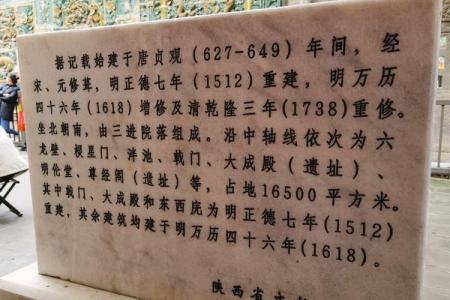 据记载始建于唐贞观(627-649)年间，经
宋、元修葺，明正德七年(1512)重建，明万历
四十六年(1618)增修及清乾隆三年(1738)重修。
坐北朝南，由三进院落组成。沿中轴线依次为六
龙壁、棂星门、泮池、戟门、大成殿(遗址)、
明伦堂、尊经阁(遗址)等，占地16500平方米。
其中戟门、大成殿和东西庑为明正德七年(1512)
重建，其余建筑均建于明万历四十六年(1618)。
陕西省文